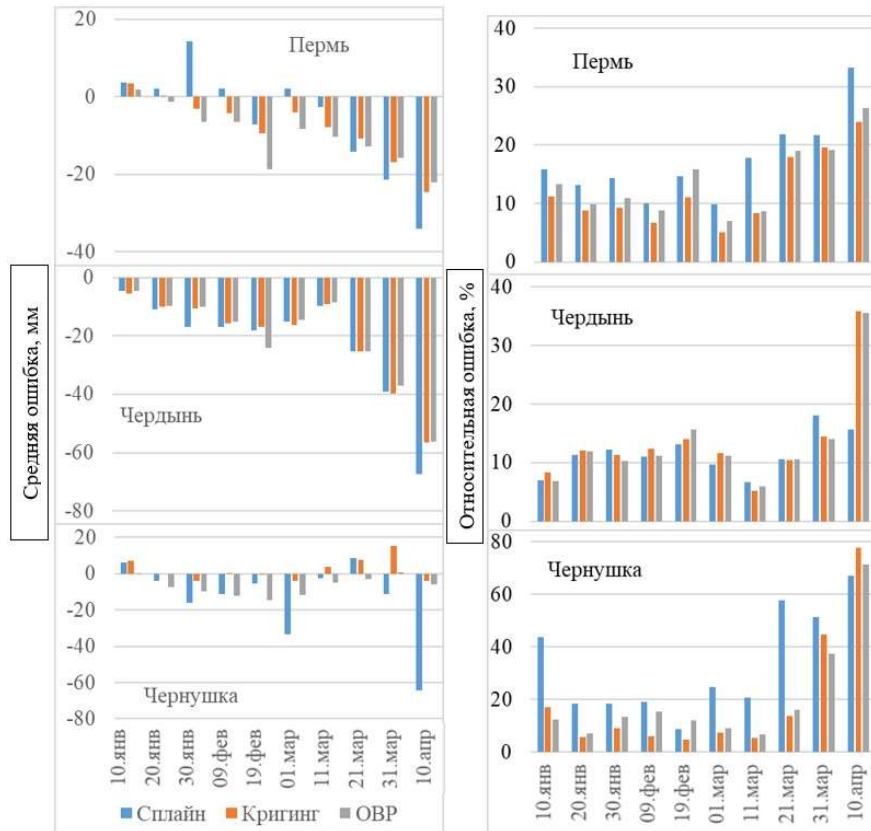 20
0
-20
-40
Пермь
0
-20
-40
-60
-80
Чердынь
20
0
-20
-40
-60
-80
Чернушка
Средняя ошибка, мм
10.янв
20.янв
30.янв
09.фев
19.фев
01.мар
11.мар
21.мар
31.мар
10.апр
Сплайн Кригинг ОВР
40
30
20
10
0
Пермь
40
30
20
10
0
Чердынь
80
60
40
20
0
Чернушка
Относительная ошибка, %
10.янв
20.янв
30.янв
09.фев
19.фев
01.мар
11.мар
21.мар
31.мар
10.апр